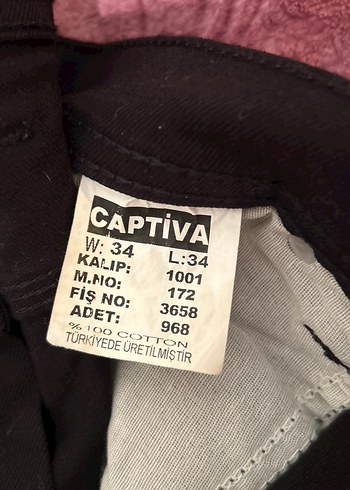 CAPTİVA
W: 34 L:34
KALIP: 1001
M.NO: 172
FİŞ NO: 3658
ADET: 968
%100 COTTON
TÜRKİYEDE ÜRETİLMİŞTİR